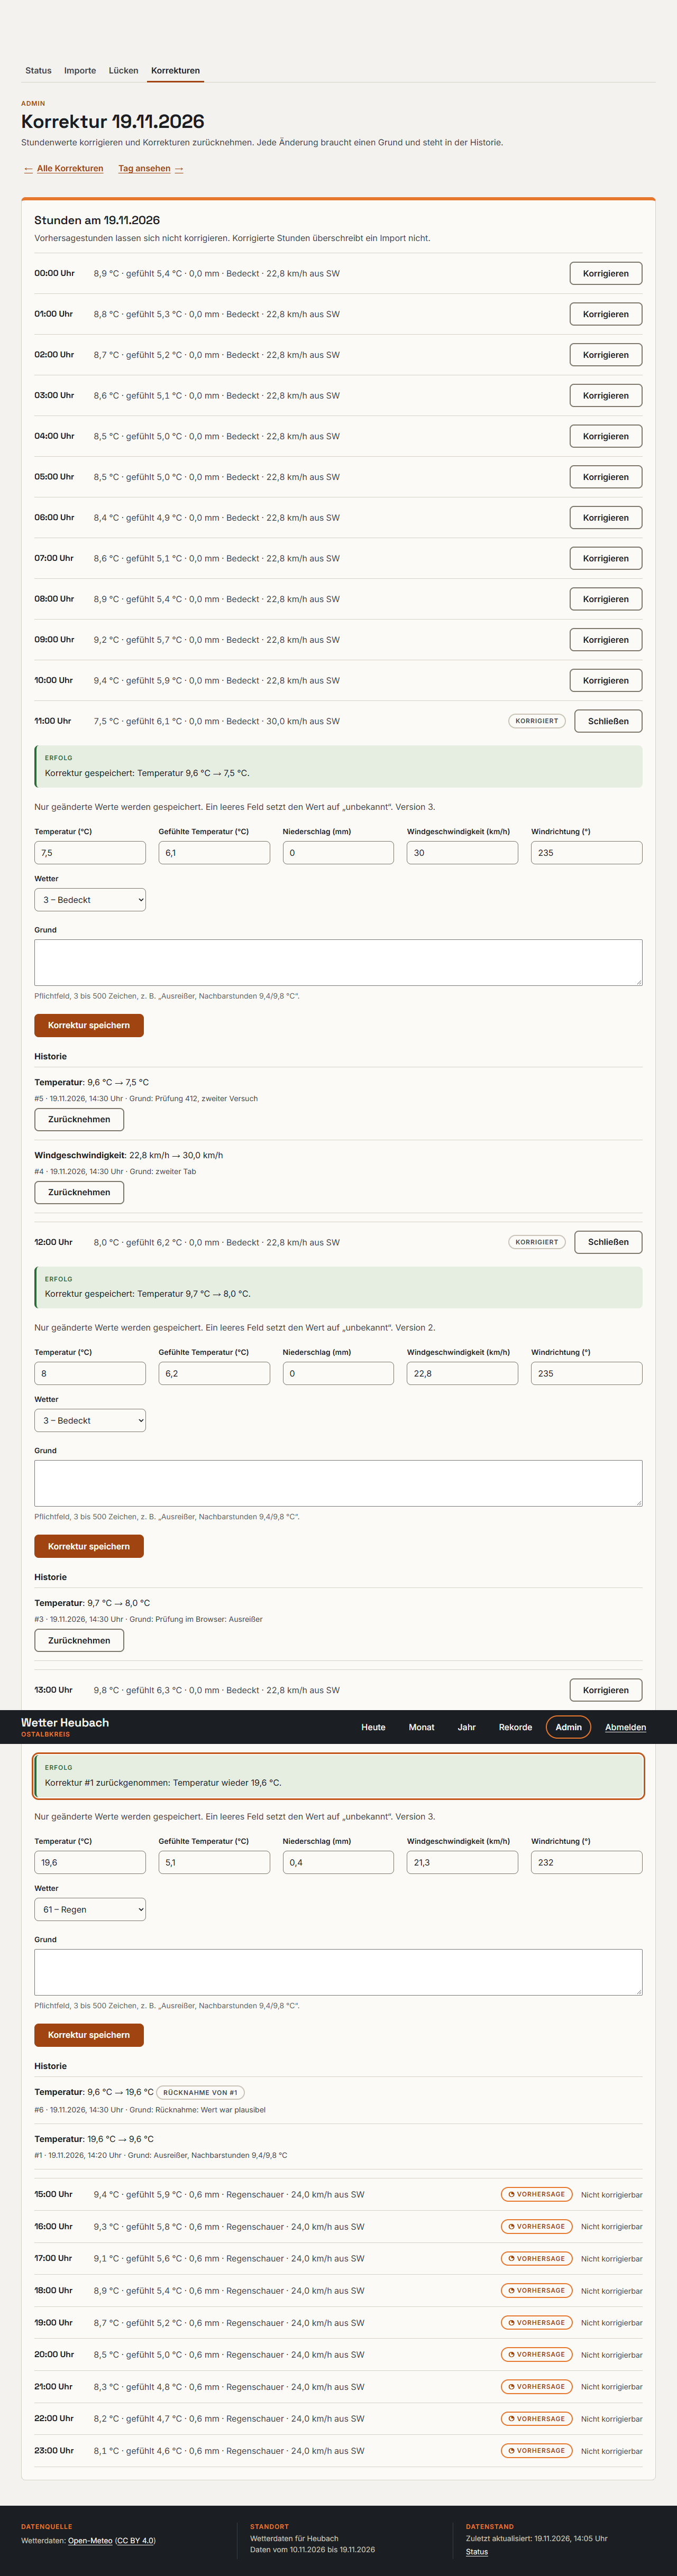 Status Importe Lücken Korrekturen
ADMIN
Korrektur 19.11.2026
Stundenwerte korrigieren und Korrekturen zurücknehmen. Jede Änderung braucht einen Grund und steht in der Historie.
← Alle Korrekturen Tag ansehen →
Stunden am 19.11.2026
Vorhersagestunden lassen sich nicht korrigieren. Korrigierte Stunden überschreibt ein Import nicht.
00:00 Uhr 8,9 °C · gefühlt 5,4 °C · 0,0 mm · Bedeckt · 22,8 km/h aus SW Korrigieren
01:00 Uhr 8,8 °C · gefühlt 5,3 °C · 0,0 mm · Bedeckt · 22,8 km/h aus SW Korrigieren
02:00 Uhr 8,7 °C · gefühlt 5,2 °C · 0,0 mm · Bedeckt · 22,8 km/h aus SW Korrigieren
03:00 Uhr 8,6 °C · gefühlt 5,1 °C · 0,0 mm · Bedeckt · 22,8 km/h aus SW Korrigieren
04:00 Uhr 8,5 °C · gefühlt 5,0 °C · 0,0 mm · Bedeckt · 22,8 km/h aus SW Korrigieren
05:00 Uhr 8,5 °C · gefühlt 5,0 °C · 0,0 mm · Bedeckt · 22,8 km/h aus SW Korrigieren
06:00 Uhr 8,4 °C · gefühlt 4,9 °C · 0,0 mm · Bedeckt · 22,8 km/h aus SW Korrigieren
07:00 Uhr 8,6 °C · gefühlt 5,1 °C · 0,0 mm · Bedeckt · 22,8 km/h aus SW Korrigieren
08:00 Uhr 8,9 °C · gefühlt 5,4 °C · 0,0 mm · Bedeckt · 22,8 km/h aus SW Korrigieren
09:00 Uhr 9,2 °C · gefühlt 5,7 °C · 0,0 mm · Bedeckt · 22,8 km/h aus SW Korrigieren
10:00 Uhr 9,4 °C · gefühlt 5,9 °C · 0,0 mm · Bedeckt · 22,8 km/h aus SW Korrigieren
11:00 Uhr 7,5 °C · gefühlt 6,1 °C · 0,0 mm · Bedeckt · 30,0 km/h aus SW KORRIGIERT Schließen
ERFOLG
Korrektur gespeichert: Temperatur 9,6 °C → 7,5 °C.
Nur geänderte Werte werden gespeichert. Ein leeres Feld setzt den Wert auf „unbekannt“. Version 3.
Temperatur (°C) Gefühlte Temperatur (°C) Niederschlag (mm) Windgeschwindigkeit (km/h) Windrichtung (°)
7,5 6,1 0 30 235
Wetter
3 – Bedeckt
Grund
Pflichtfeld, 3 bis 500 Zeichen, z. B. „Ausreißer, Nachbarstunden 9,4/9,8 °C“.
Korrektur speichern
Historie
Temperatur: 9,6 °C → 7,5 °C
#5 · 19.11.2026, 14:30 Uhr · Grund: Prüfung 412, zweiter Versuch
Zurücknehmen
Windgeschwindigkeit: 22,8 km/h → 30,0 km/h
#4 · 19.11.2026, 14:30 Uhr · Grund: zweiter Tab
Zurücknehmen
12:00 Uhr 8,0 °C · gefühlt 6,2 °C · 0,0 mm · Bedeckt · 22,8 km/h aus SW KORRIGIERT Schließen
ERFOLG
Korrektur gespeichert: Temperatur 9,7 °C → 8,0 °C.
Nur geänderte Werte werden gespeichert. Ein leeres Feld setzt den Wert auf „unbekannt“. Version 2.
Temperatur (°C) Gefühlte Temperatur (°C) Niederschlag (mm) Windgeschwindigkeit (km/h) Windrichtung (°)
8 6,2 0 22,8 235
Wetter
3 – Bedeckt
Grund
Pflichtfeld, 3 bis 500 Zeichen, z. B. „Ausreißer, Nachbarstunden 9,4/9,8 °C“.
Korrektur speichern
Historie
Temperatur: 9,7 °C → 8,0 °C
#3 · 19.11.2026, 14:30 Uhr · Grund: Prüfung im Browser: Ausreißer
Zurücknehmen
13:00 Uhr 9,8 °C · gefühlt 6,3 °C · 0,0 mm · Bedeckt · 22,8 km/h aus SW Korrigieren
Wetter Heubach Heute Monat Jahr Rekorde Admin Abmelden
OSTALBKREIS
ERFOLG
Korrektur #1 zurückgenommen: Temperatur wieder 19,6 °C.
Nur geänderte Werte werden gespeichert. Ein leeres Feld setzt den Wert auf „unbekannt“. Version 3.
Temperatur (°C) Gefühlte Temperatur (°C) Niederschlag (mm) Windgeschwindigkeit (km/h) Windrichtung (°)
19,6 5,1 0,4 21,3 232
Wetter
61 – Regen
Grund
Pflichtfeld, 3 bis 500 Zeichen, z. B. „Ausreißer, Nachbarstunden 9,4/9,8 °C“.
Korrektur speichern
Historie
Temperatur: 9,6 °C → 19,6 °C RÜCKNAHME VON #1
#6 · 19.11.2026, 14:30 Uhr · Grund: Rücknahme: Wert war plausibel
Temperatur: 19,6 °C → 9,6 °C
#1 · 19.11.2026, 14:20 Uhr · Grund: Ausreißer, Nachbarstunden 9,4/9,8 °C
15:00 Uhr 9,4 °C · gefühlt 5,9 °C · 0,6 mm · Regenschauer · 24,0 km/h aus SW VORHERSAGE Nicht korrigierbar
16:00 Uhr 9,3 °C · gefühlt 5,8 °C · 0,6 mm · Regenschauer · 24,0 km/h aus SW VORHERSAGE Nicht korrigierbar
17:00 Uhr 9,1 °C · gefühlt 5,6 °C · 0,6 mm · Regenschauer · 24,0 km/h aus SW VORHERSAGE Nicht korrigierbar
18:00 Uhr 8,9 °C · gefühlt 5,4 °C · 0,6 mm · Regenschauer · 24,0 km/h aus SW VORHERSAGE Nicht korrigierbar
19:00 Uhr 8,7 °C · gefühlt 5,2 °C · 0,6 mm · Regenschauer · 24,0 km/h aus SW VORHERSAGE Nicht korrigierbar
20:00 Uhr 8,5 °C · gefühlt 5,0 °C · 0,6 mm · Regenschauer · 24,0 km/h aus SW VORHERSAGE Nicht korrigierbar
21:00 Uhr 8,3 °C · gefühlt 4,8 °C · 0,6 mm · Regenschauer · 24,0 km/h aus SW VORHERSAGE Nicht korrigierbar
22:00 Uhr 8,2 °C · gefühlt 4,7 °C · 0,6 mm · Regenschauer · 24,0 km/h aus SW VORHERSAGE Nicht korrigierbar
23:00 Uhr 8,1 °C · gefühlt 4,6 °C · 0,6 mm · Regenschauer · 24,0 km/h aus SW VORHERSAGE Nicht korrigierbar
DATENQUELLE
Wetterdaten: Open-Meteo (CC BY 4.0)
STANDORT
Wetterdaten für Heubach
Daten vom 10.11.2026 bis 19.11.2026
DATENSTAND
Zuletzt aktualisiert: 19.11.2026, 14:05 Uhr
Status